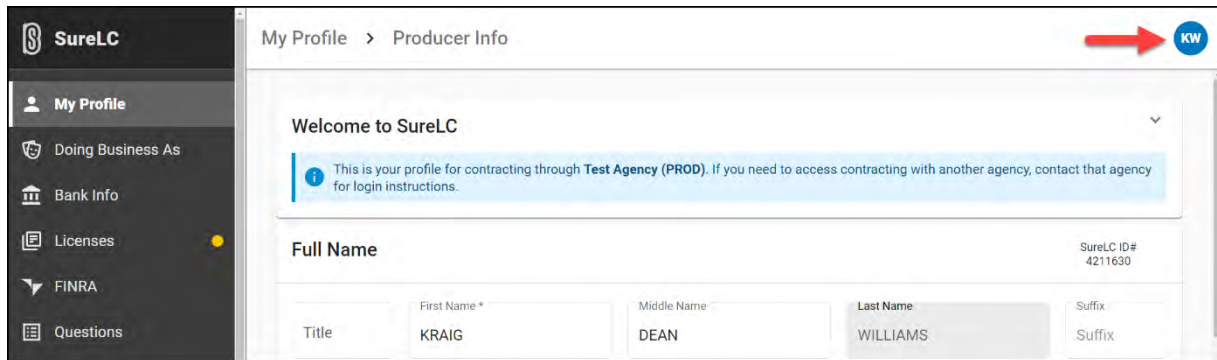 SureLC
My Profile > Producer Info
KW
My Profile
Doing Business As
Bank Info
Licenses
FINRA
Questions
Welcome to SureLC
This is your profile for contracting through Test Agency (PROD). If you need to access contracting with another agency, contact that agency
for login instructions.
Full Name
SureLC ID#
4211630
Title
First Name *
KRAIG
Middle Name
DEAN
Last Name
WILLIAMS
Suffix
Suffix